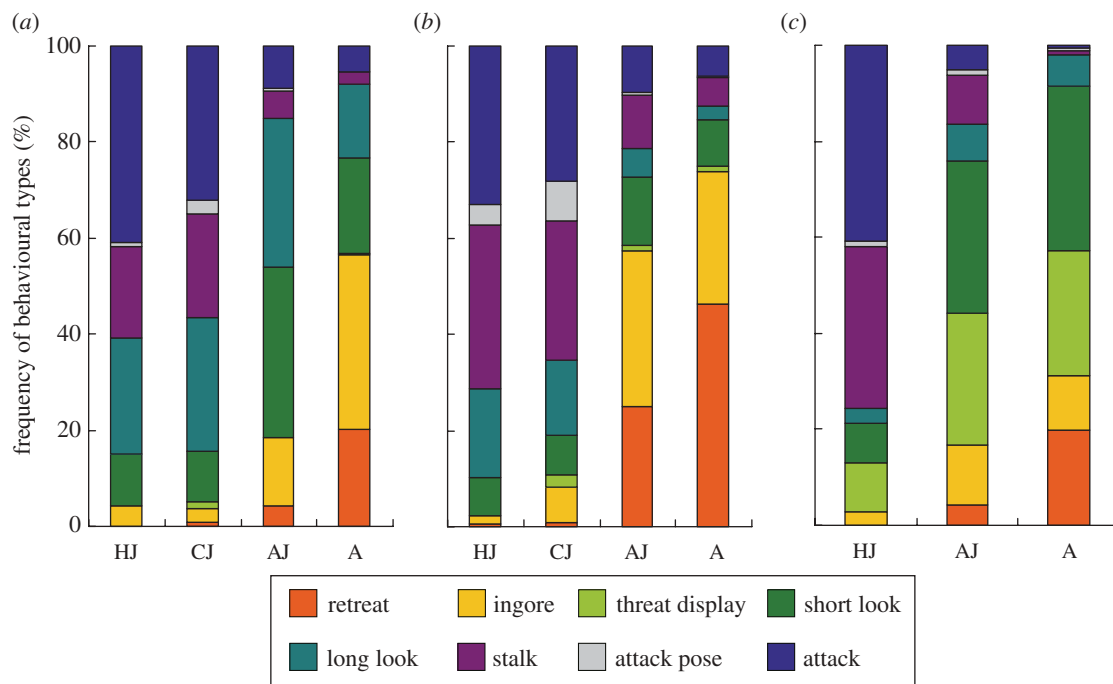 (a) (b) (c)
100
80
60
40
20
0
frequency of behavioural types (%)
HJ CJ AJ A HJ CJ AJ A HJ AJ A
retreat ingore threat display short look
long look stalk attack pose attack